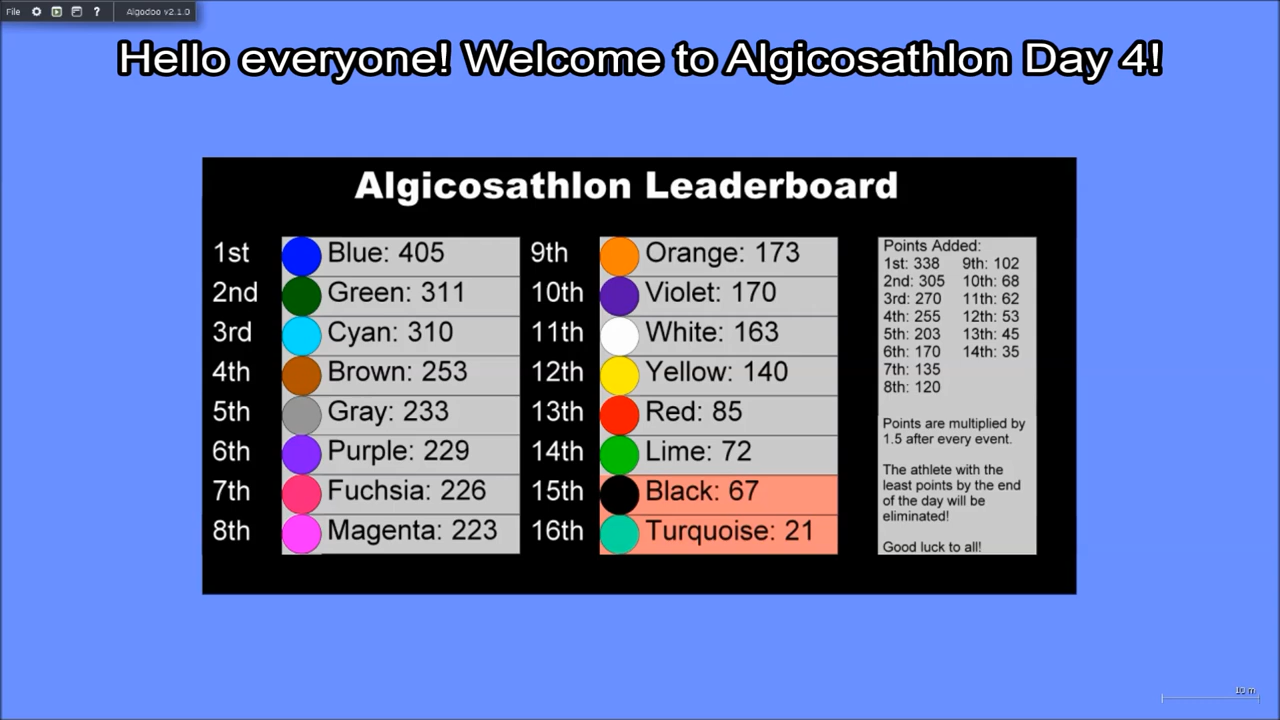 File ? Algodoo v2.1.0
Hello everyone! Welcome to Algicosathlon Day 4!
Algicosathlon Leaderboard
1st Blue: 405
2nd Green: 311
3rd Cyan: 310
4th Brown: 253
5th Gray: 233
6th Purple: 229
7th Fuchsia: 226
8th Magenta: 223
9th Orange: 173
10th Violet: 170
11th White: 163
12th Yellow: 140
13th Red: 85
14th Lime: 72
15th Black: 67
16th Turquoise: 21
Points Added:
1st: 338 9th: 102
2nd: 305 10th: 68
3rd: 270 11th: 62
4th: 255 12th: 53
5th: 203 13th: 45
6th: 170 14th: 35
7th: 135
8th: 120
Points are multiplied by
1.5 after every event.
The athlete with the
least points by the end
of the day will be
eliminated!
Good luck to all!
10 m